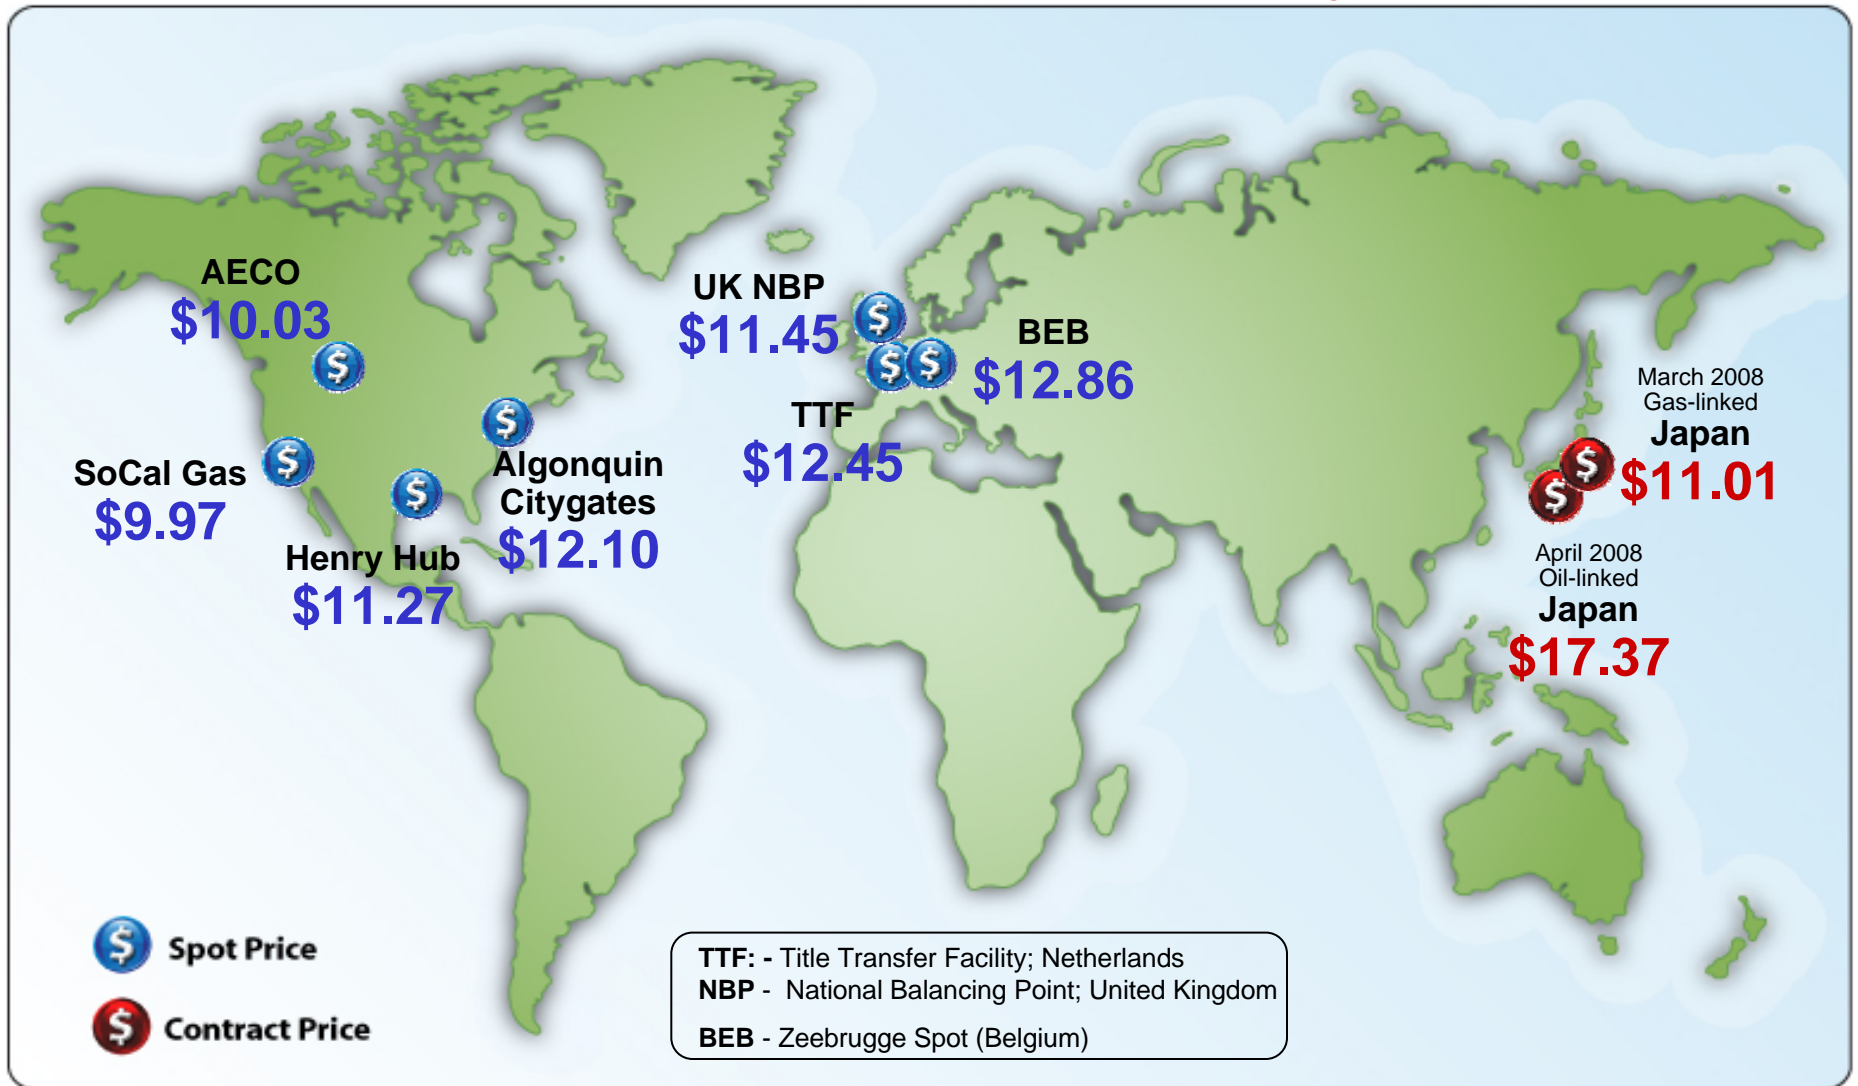 AECO
$10.03
UK NBP
$11.45
BEB
$12.86
TTF
$12.45
SoCal Gas
$9.97
Algonquin
Citygates
$12.10
Henry Hub
$11.27
March 2008
Gas-linked
Japan
$11.01
April 2008
Oil-linked
Japan
$17.37
$ Spot Price
$ Contract Price
TTF: - Title Transfer Facility; Netherlands
NBP - National Balancing Point; United Kingdom
BEB - Zeebrugge Spot (Belgium)